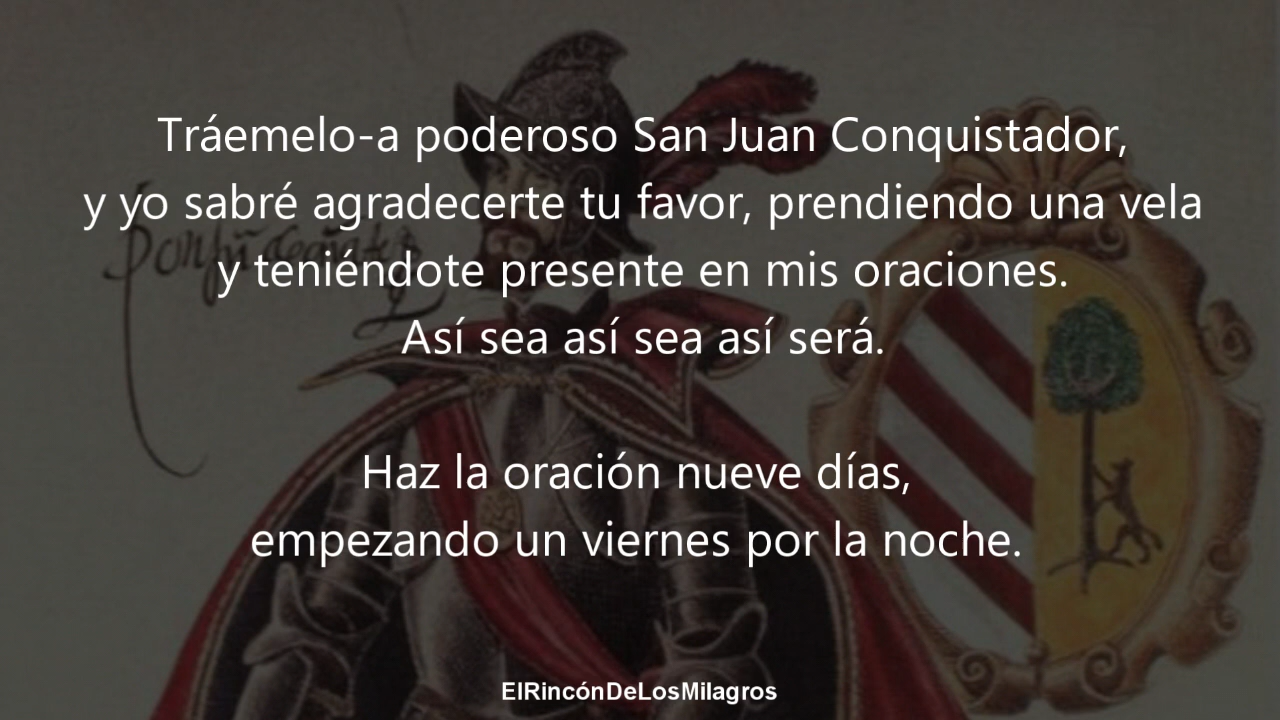 Tráemelo-a poderoso San Juan Conquistador,
y yo sabré agradecerte tu favor, prendiendo una vela
y teniéndote presente en mis oraciones.
Así sea así sea así será.
Haz la oración nueve días,
empezando un viernes por la noche.
ElRincónDeLosMilagros